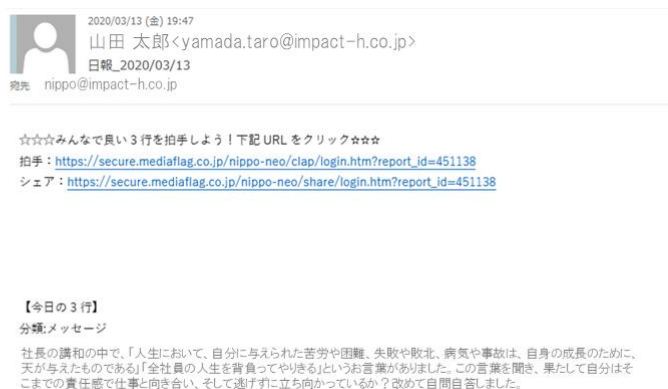 2020/03/13 (金) 19:47
山田 太郎<yamada.taro@impact-h.co.jp>
日報_2020/03/13
宛先 nippo@impact-h.co.jp
☆☆☆みんなで良い3行を拍手しよう！下記 URL をクリック☆☆☆
拍手：https://secure.mediaflag.co.jp/nippo-neo/clap/login.htm?report_id=451138
シェア：https://secure.mediaflag.co.jp/nippo-neo/share/login.htm?report_id=451138
【今日の3行】
分類:メッセージ
社長の講和の中で、「人生において、自分に与えられた苦労や困難、失敗や敗北、病気や事故は、自身の成長のために、
天が与えたものである」「全社員の人生を背負ってやりきる」というお言葉がありました。この言葉を聞き、果たして自分はそ
こまでの責任感で仕事と向き合い、そして逃げずに立ち向かっているか？改めて自問自答しました。